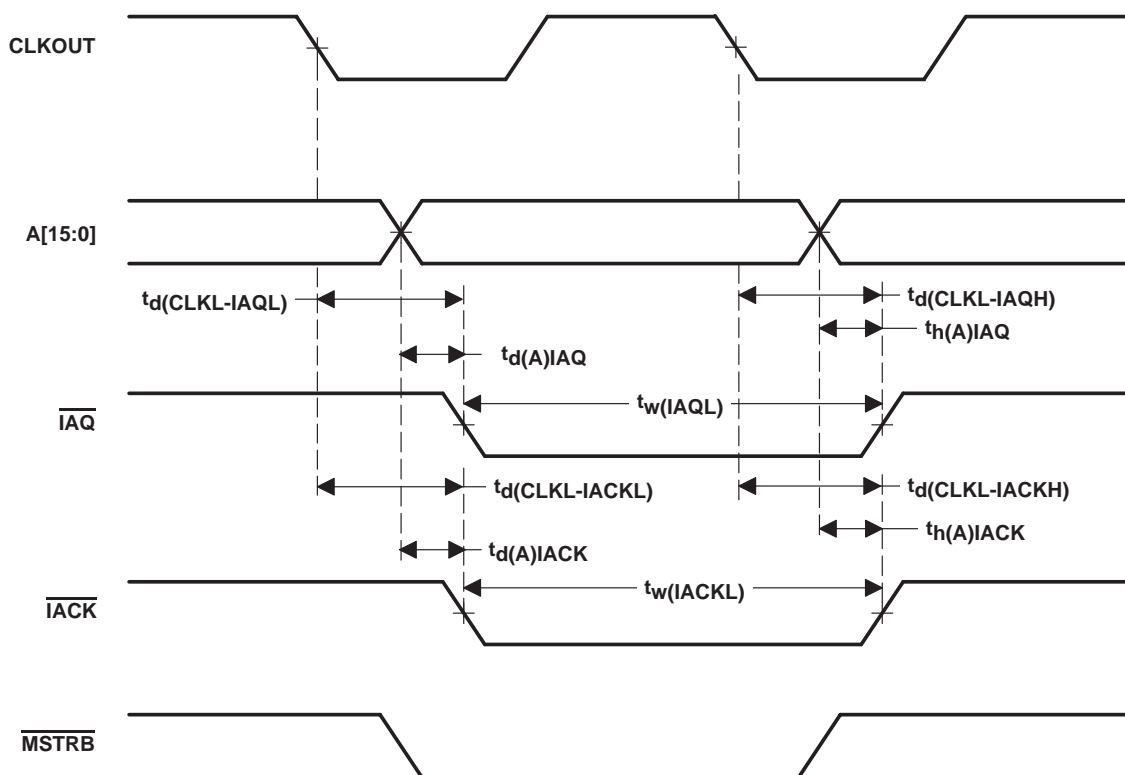 CLKOUT
A[15:0]
td(CLKL-IAQL)
td(CLKL-IAQH)
th(A)IAQ
td(A)IAQ
tw(IAQL)
IAQ
td(CLKL-IACKL)
td(CLKL-IACKH)
th(A)IACK
td(A)IACK
tw(IACKL)
IACK
MSTRB